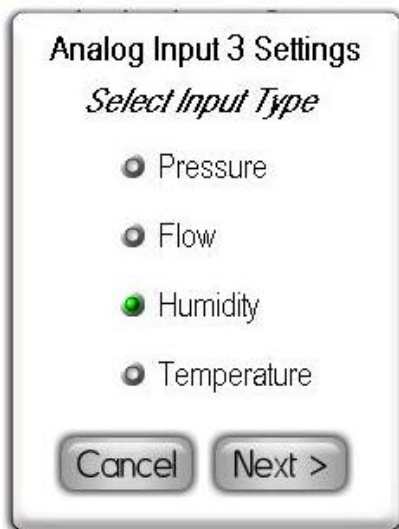 Analog Input 3 Settings
Select Input Type
Pressure
Flow
Humidity
Temperature
Cancel Next >